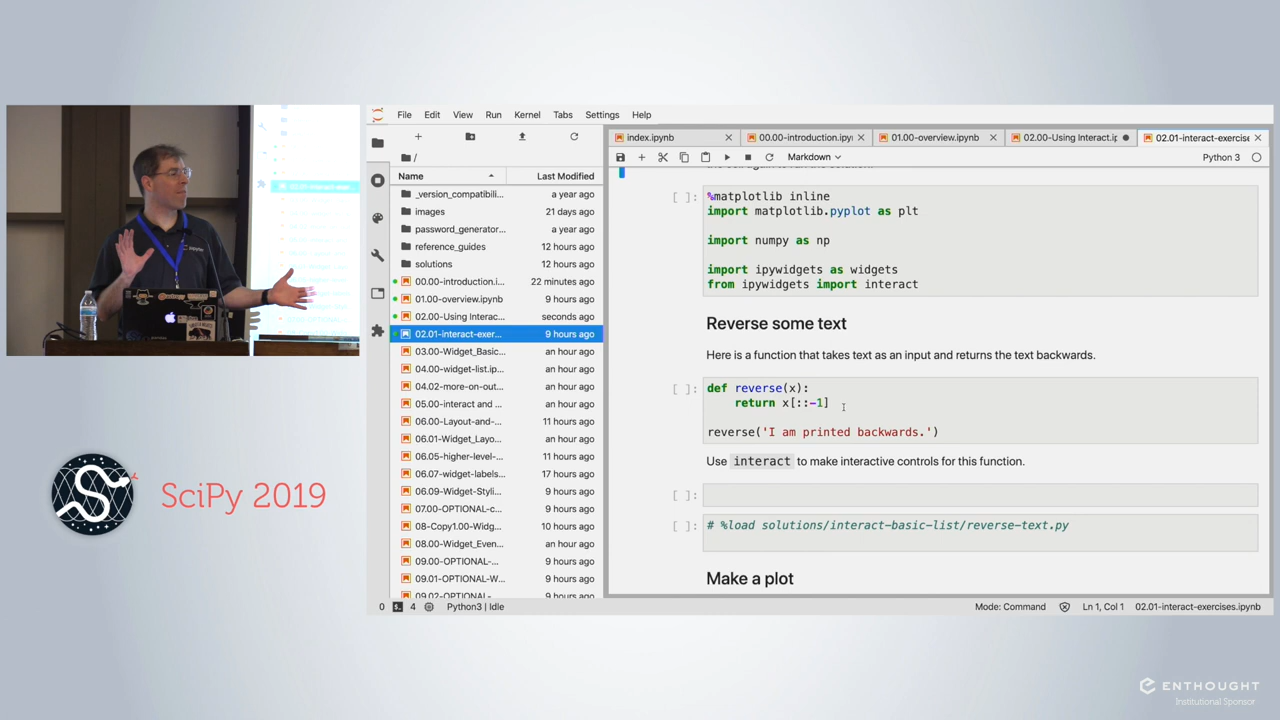 File Edit View Run Kernel Tabs Settings Help
index.ipynb
00.00-introduction.ipyn
01.00-overview.ipynb
02.00-Using Interact.ip
02.01-interact-exercise
Markdown
Python 3
/
Name Last Modified
_version_compatibili... a year ago
images 21 days ago
password_generator... a year ago
reference_guides 12 hours ago
solutions 12 hours ago
00.00-introduction.i... 22 minutes ago
01.00-overview.ipynb 9 hours ago
02.00-Using Interac... seconds ago
02.01-interact-exer... 9 hours ago
03.00-Widget_Basic... an hour ago
04.00-widget-list.ip... an hour ago
04.02-more-on-out... an hour ago
05.00-interact and ... an hour ago
06.00-Layout-and-... 11 hours ago
06.01-Widget_Layo... an hour ago
06.05-higher-level-... an hour ago
06.07-widget-labels... 17 hours ago
06.09-Widget-Styli... an hour ago
07.00-OPTIONAL-c... 9 hours ago
08-Copy1.00-Widg... 10 hours ago
08.00-Widget_Even... an hour ago
09.00-OPTIONAL-... 9 hours ago
09.01-OPTIONAL-W... 9 hours ago
09.02-OPTIONAL-... 9 hours ago
[ ]: %matplotlib inline
import matplotlib.pyplot as plt
import numpy as np
import ipywidgets as widgets
from ipywidgets import interact
Reverse some text
Here is a function that takes text as an input and returns the text backwards.
[ ]: def reverse(x):
return x[::-1]
reverse('I am printed backwards.')
Use interact to make interactive controls for this function.
[ ]:
[ ]: # %load solutions/interact-basic-list/reverse-text.py
Make a plot
0 4 Python3 | Idle
Mode: Command Ln 1, Col 1 02.01-interact-exercises.ipynb
S SciPy 2019
ENTHOUGHT
Institutional Sponsor